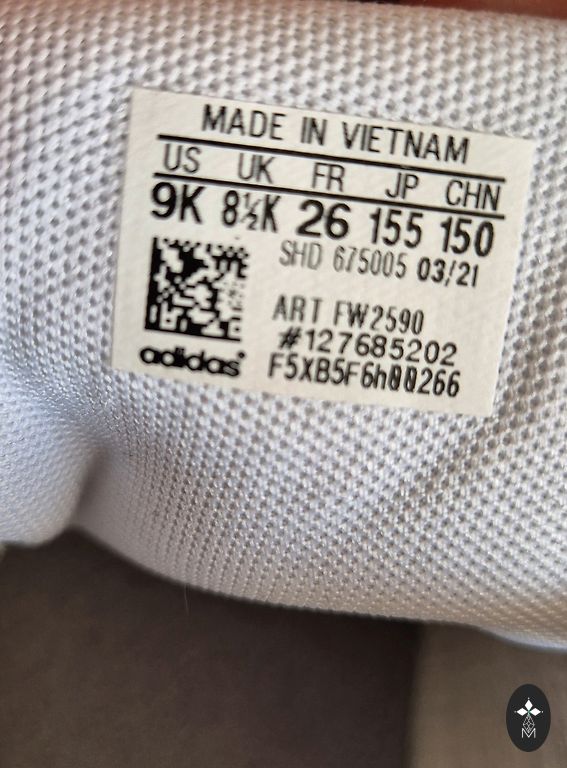 MADE IN VIETNAM
US UK FR JP CHN
9K 8½K 26 155 150
SHD 675005 03/21
ART FW2590
#127685202
F5XB5F6h00266
adidas
M